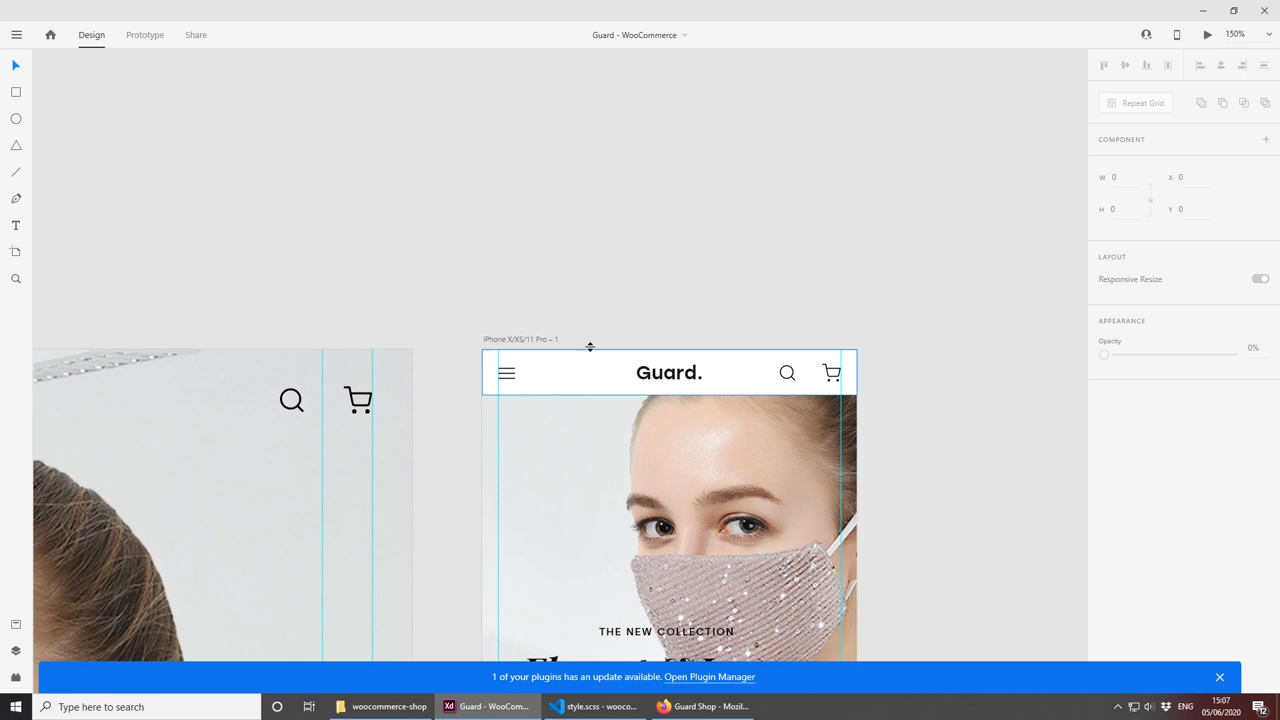 Design Prototype Share Guard - WooCommerce 150%
Repeat Grid
COMPONENT
W 0 X 0
H 0 Y 0
LAYOUT
Responsive Resize
APPEARANCE
Opacity
0%
iPhone X/XS/11 Pro – 1
Guard.
THE NEW COLLECTION
1 of your plugins has an update available. Open Plugin Manager
Type here to search woocommerce-shop Xd Guard - WooCom... style.scss - wooco... Guard Shop - Mozil... ENG 15:07
05/06/2020
2